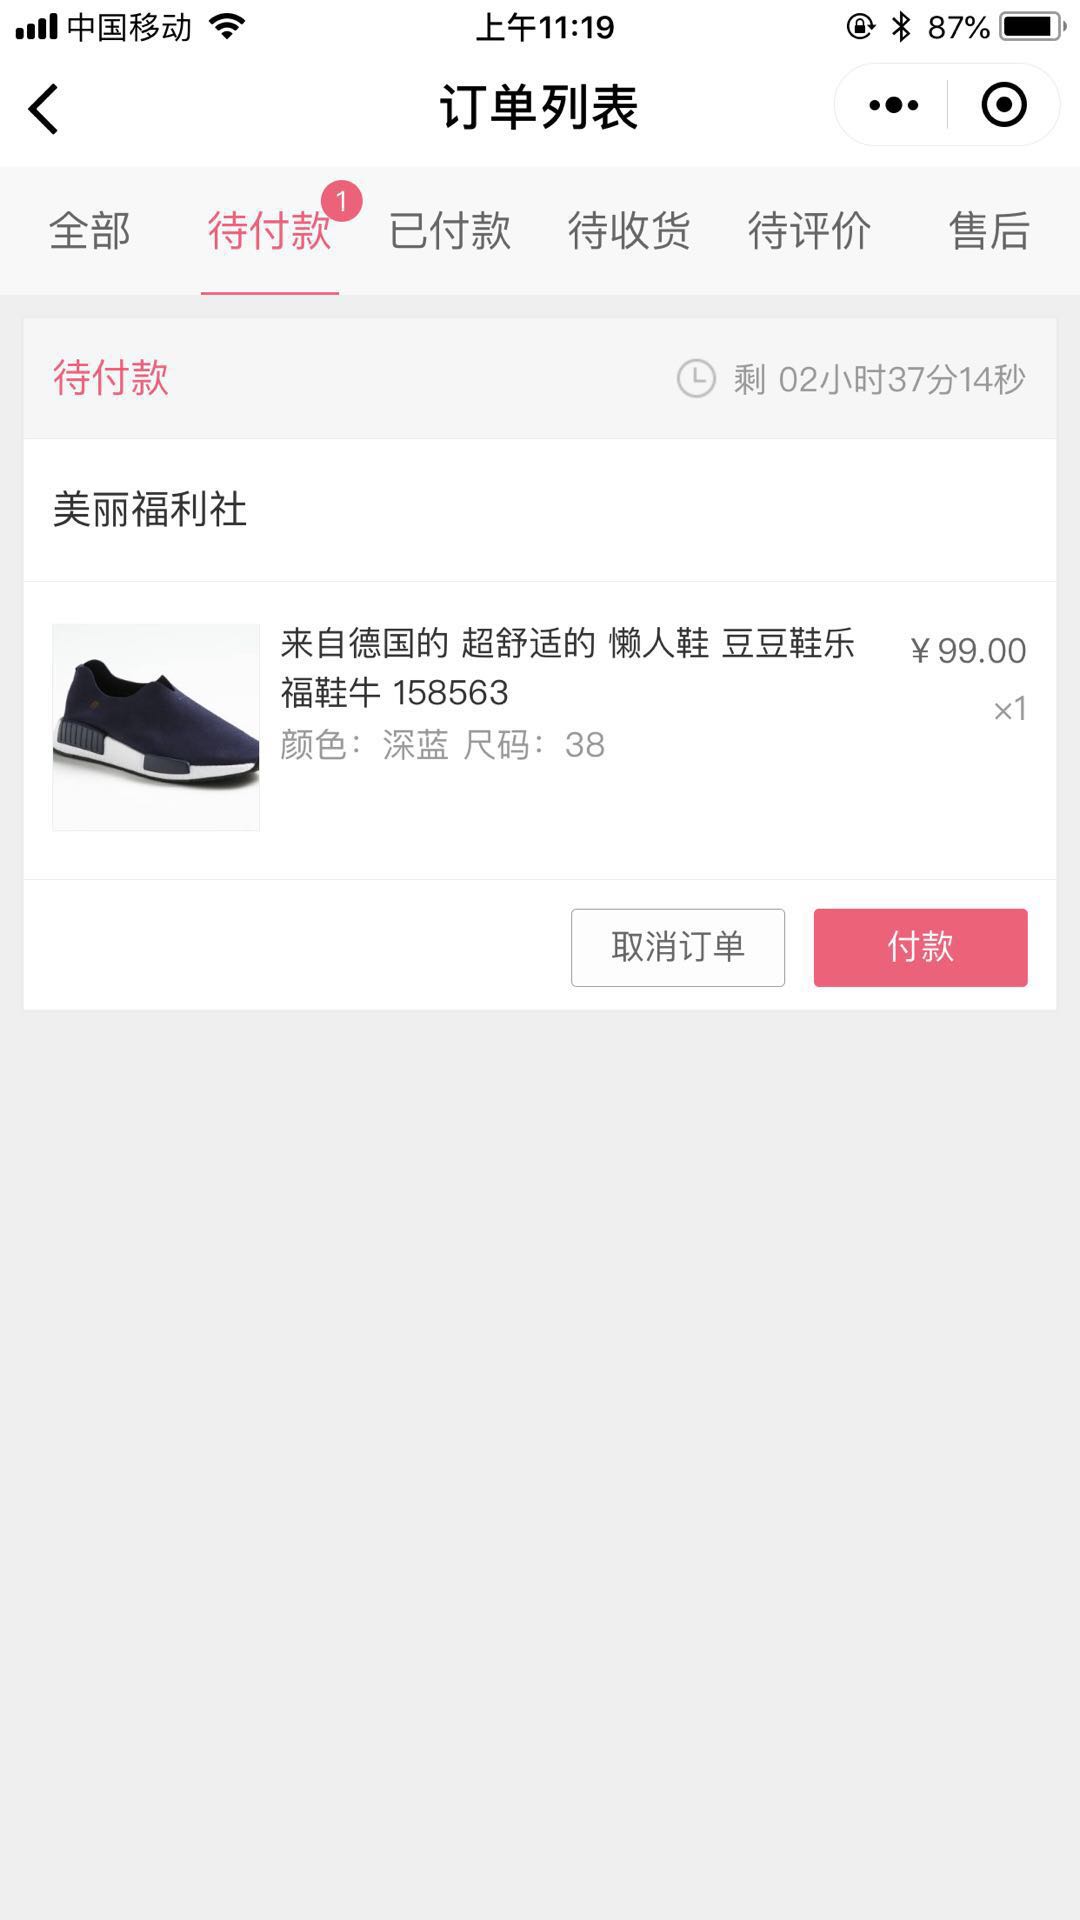 中国移动 上午11:19 87%
订单列表
全部 待付款 1 已付款 待收货 待评价 售后
待付款 剩 02小时37分14秒
美丽福利社
来自德国的 超舒适的 懒人鞋 豆豆鞋乐 ¥99.00
福鞋牛 158563 ×1
颜色：深蓝 尺码：38
取消订单 付款